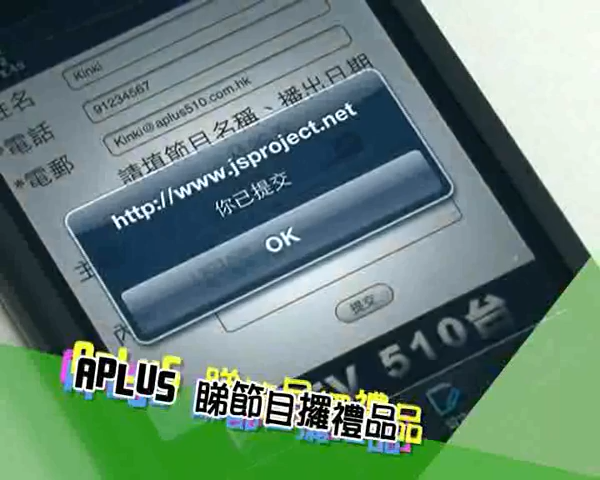 姓名
Kinki
*電話
91234567
*電郵
Kinki@aplus510.com.hk
請填節目名稱、播出日期
http://www.jsproject.net
你已提交
OK
提交
TV 510台
APLUS 睇節目攞禮品